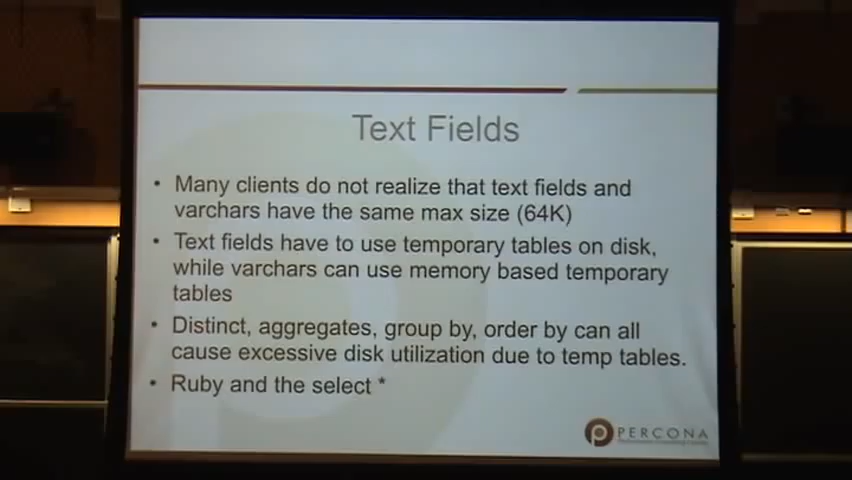 Text Fields
• Many clients do not realize that text fields and
varchars have the same max size (64K)
• Text fields have to use temporary tables on disk,
while varchars can use memory based temporary
tables
• Distinct, aggregates, group by, order by can all
cause excessive disk utilization due to temp tables.
• Ruby and the select *
PERCONA